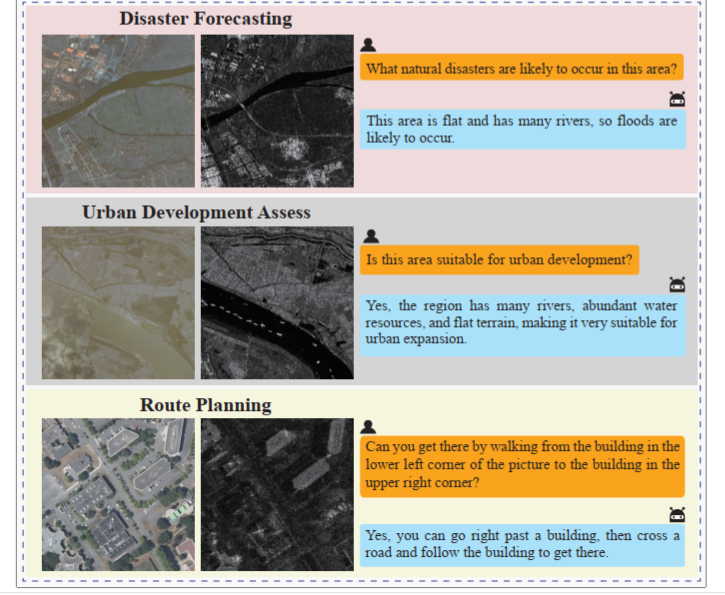 Disaster Forecasting
What natural disasters are likely to occur in this area?
This area is flat and has many rivers, so floods are
likely to occur.
Urban Development Assess
Is this area suitable for urban development?
Yes, the region has many rivers, abundant water
resources, and flat terrain, making it very suitable for
urban expansion.
Route Planning
Can you get there by walking from the building in the
lower left corner of the picture to the building in the
upper right corner?
Yes, you can go right past a building, then cross a
road and follow the building to get there.